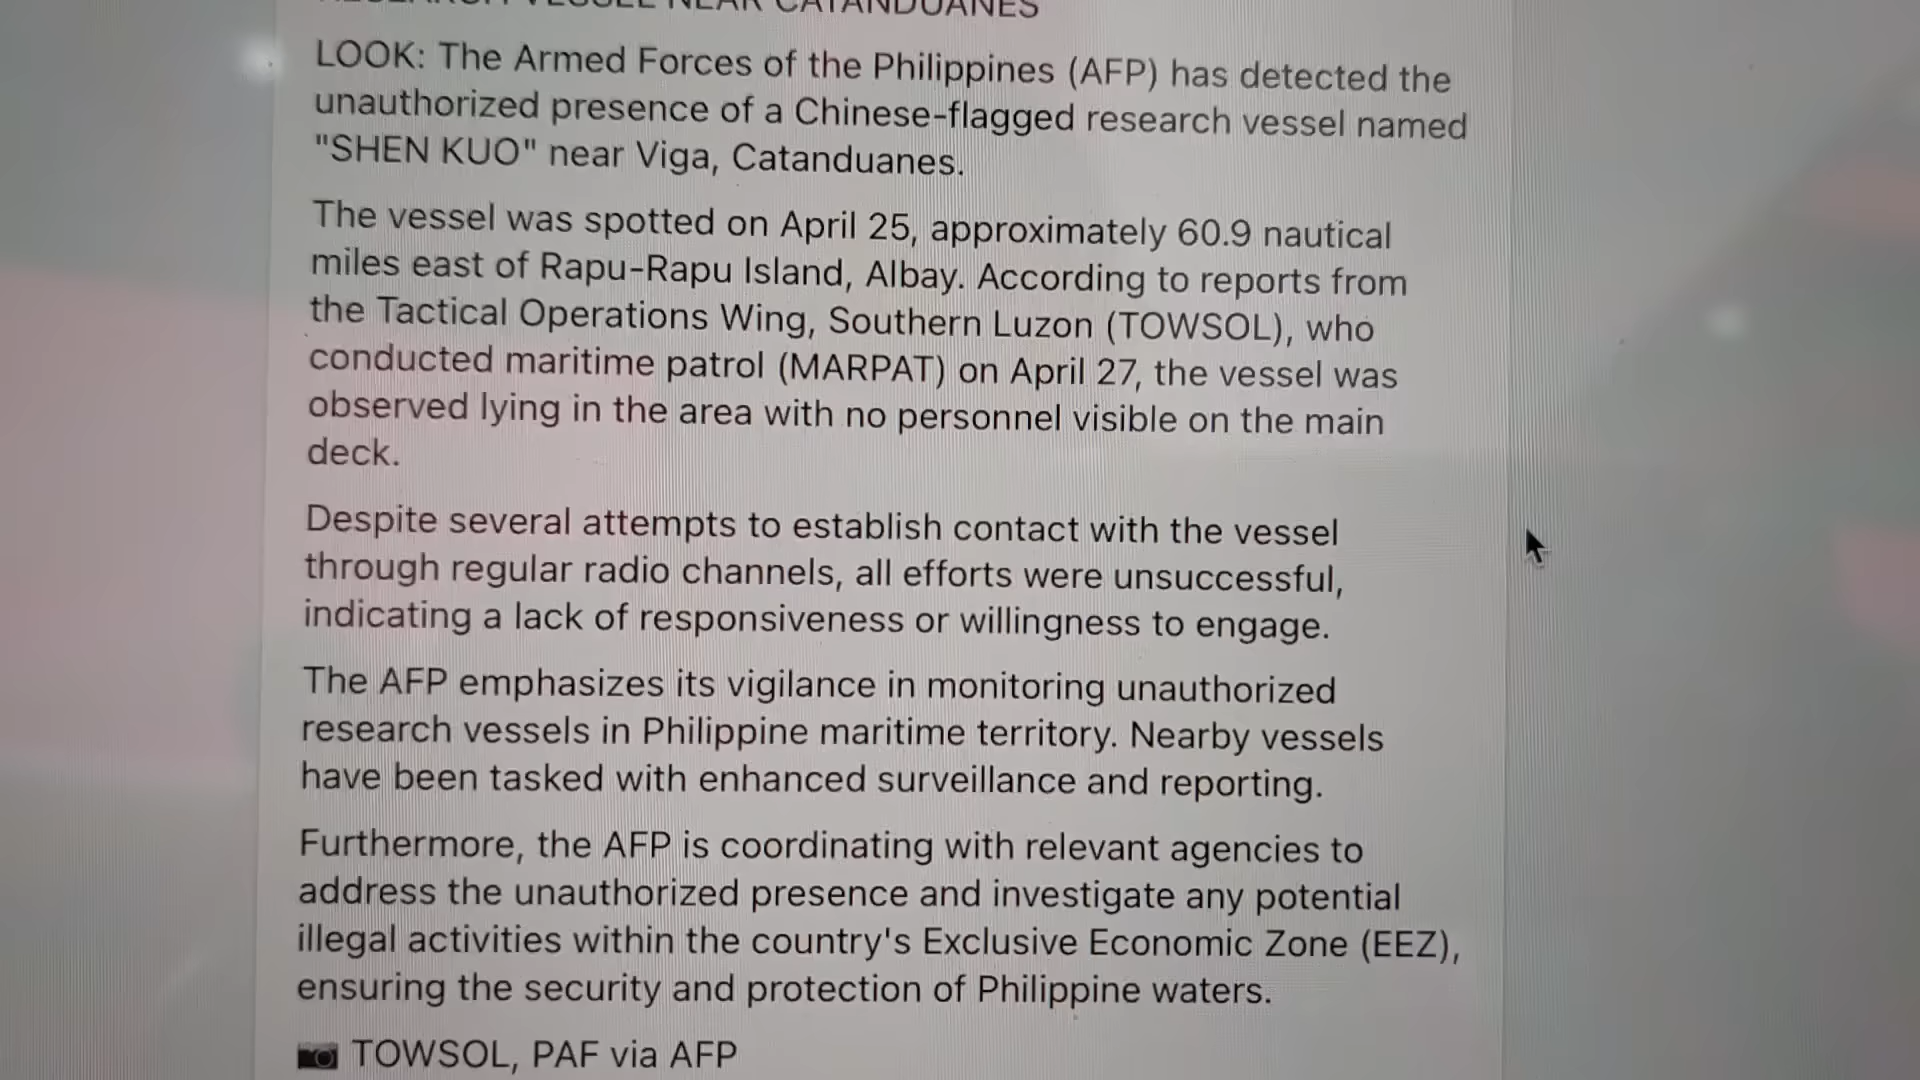 RESEARCH VESSEL NEAR CATANDUANES
LOOK: The Armed Forces of the Philippines (AFP) has detected the
unauthorized presence of a Chinese-flagged research vessel named
"SHEN KUO" near Viga, Catanduanes.
The vessel was spotted on April 25, approximately 60.9 nautical
miles east of Rapu-Rapu Island, Albay. According to reports from
the Tactical Operations Wing, Southern Luzon (TOWSOL), who
conducted maritime patrol (MARPAT) on April 27, the vessel was
observed lying in the area with no personnel visible on the main
deck.
Despite several attempts to establish contact with the vessel
through regular radio channels, all efforts were unsuccessful,
indicating a lack of responsiveness or willingness to engage.
The AFP emphasizes its vigilance in monitoring unauthorized
research vessels in Philippine maritime territory. Nearby vessels
have been tasked with enhanced surveillance and reporting.
Furthermore, the AFP is coordinating with relevant agencies to
address the unauthorized presence and investigate any potential
illegal activities within the country's Exclusive Economic Zone (EEZ),
ensuring the security and protection of Philippine waters.
TOWSOL, PAF via AFP